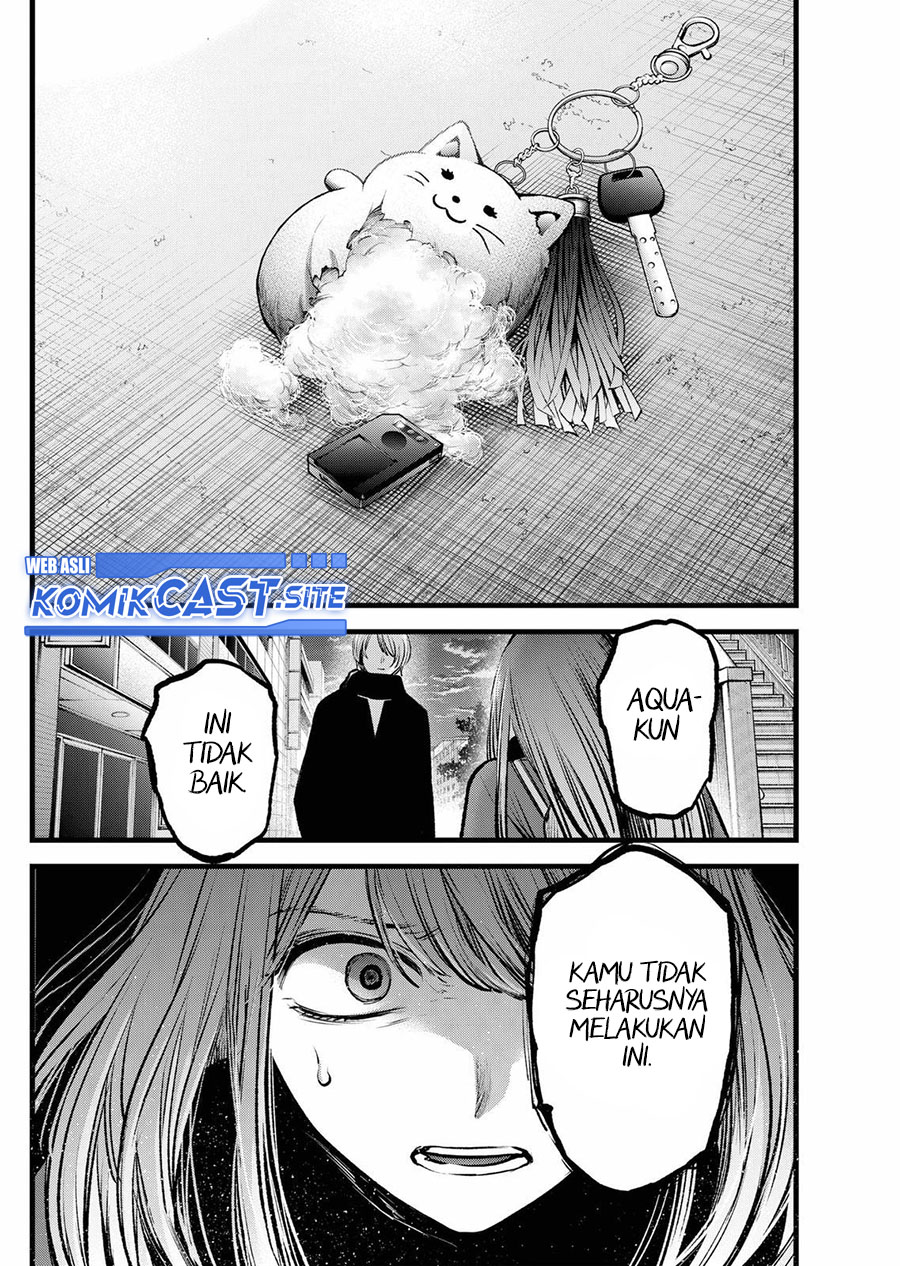 WEB ASLI
KOMIKCAST.SITE
AQUA-
KUN
INI
TIDAK
BAIK.
KAMU TIDAK
SEHARUSNYA
MELAKUKAN
INI.